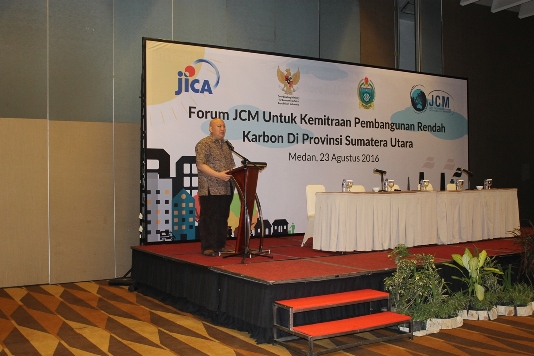 JICA
JCM
Forum JCM Untuk Kemitraan Pembangunan Rendah
Karbon Di Provinsi Sumatera Utara
Medan, 23 Agustus 2016